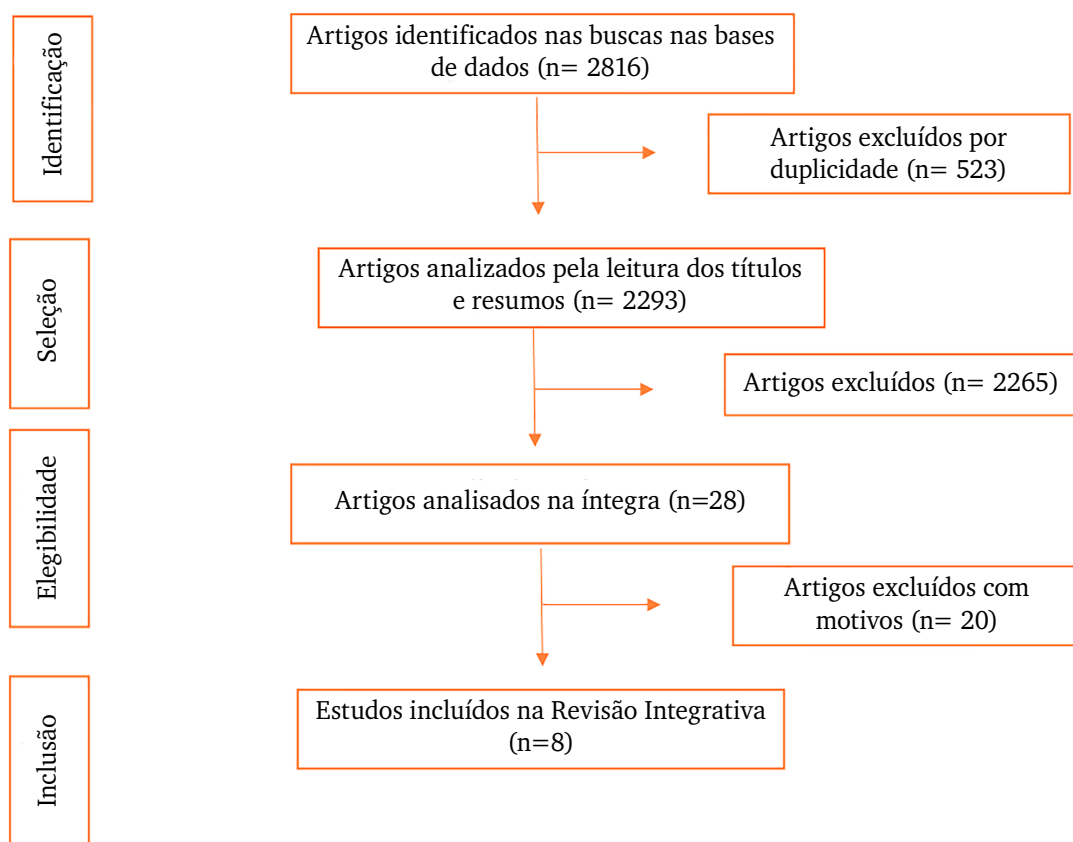 Identificação
Artigos identificados nas buscas nas bases
de dados (n= 2816)
Artigos excluídos por
duplicidade (n= 523)
Seleção
Artigos analizados pela leitura dos títulos
e resumos (n= 2293)
Artigos excluídos (n= 2265)
Elegibilidade
Artigos analisados na íntegra (n=28)
Artigos excluídos com
motivos (n= 20)
Inclusão
Estudos incluídos na Revisão Integrativa
(n=8)